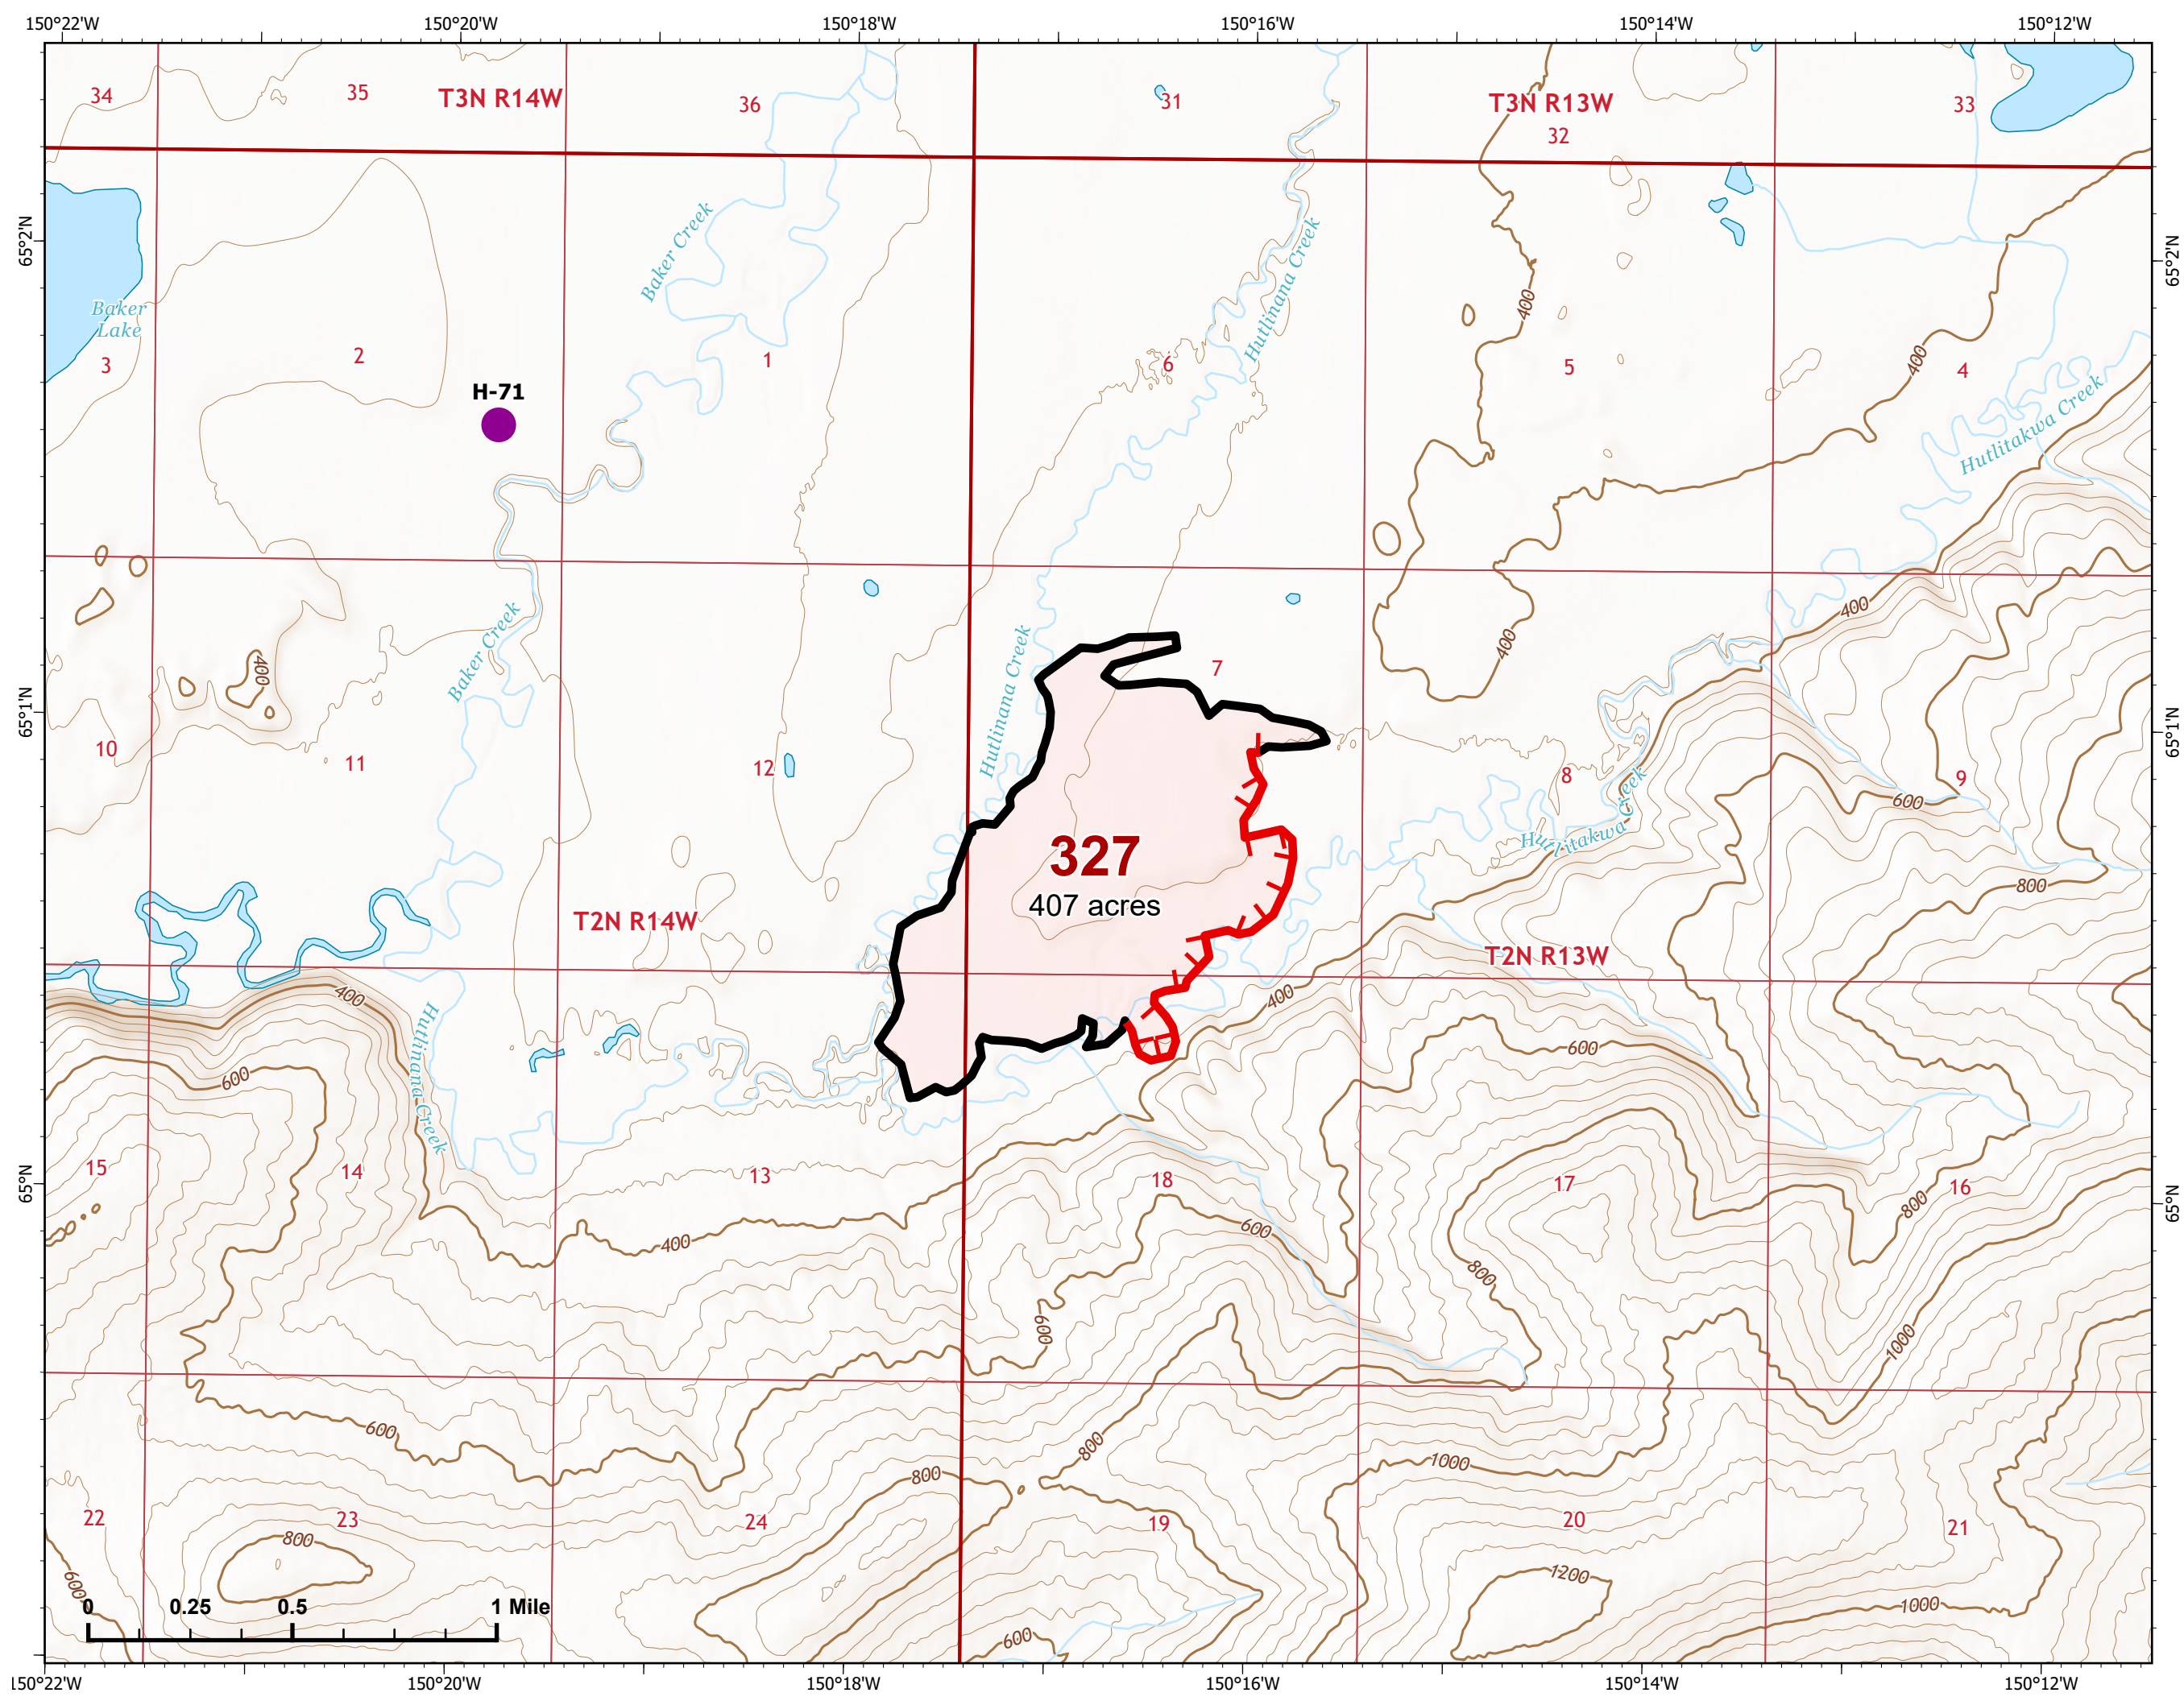 150°22'W 150°20'W 150°18'W 150°16'W 150°14'W 150°12'W
34 35 T3N R14W 36 31 T3N R13W 33
32
65°2'N
65°2'N
Baker Creek
Hutlinana Creek
400
Baker
Lake
3 2 1 6 5 400 4
H-71
Hutlitakwa Creek
400
Baker Creek
400
Hutlinana Creek
7
400
65°1'N
65°1'N
10 11 12 8 9
600
Hutlitakwa Creek
327
407 acres
800
T2N R14W
T2N R13W
400
400
Hutlinana Creek
600
600
15 14 13 18 17 16
65°N
65°N
800
600
400
800
600
1000
600
800
800
1000
22 23 24 19 20 21
800
1200
600
0 0.25 0.5 1 Mile
1000
600
150°22'W 150°20'W 150°18'W 150°16'W 150°14'W 150°12'W